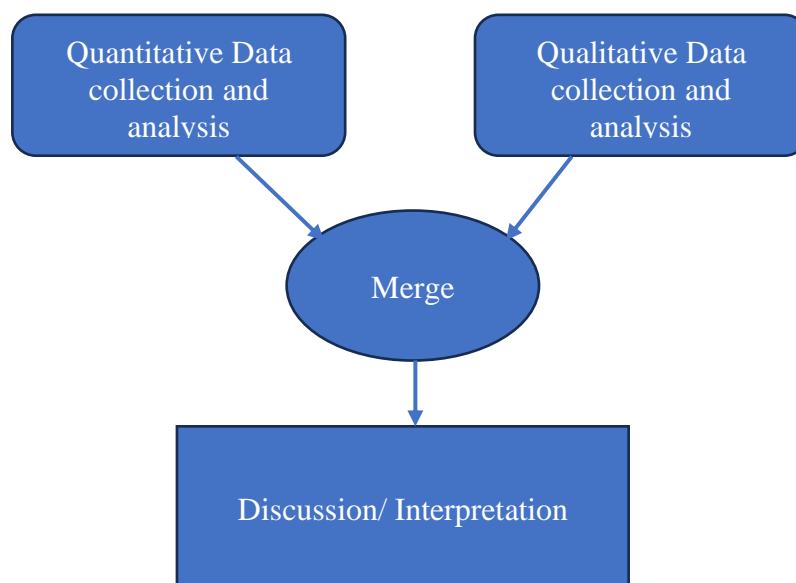 Quantitative Data
collection and
analysis
Qualitative Data
collection and
analysis
Merge
Discussion/ Interpretation